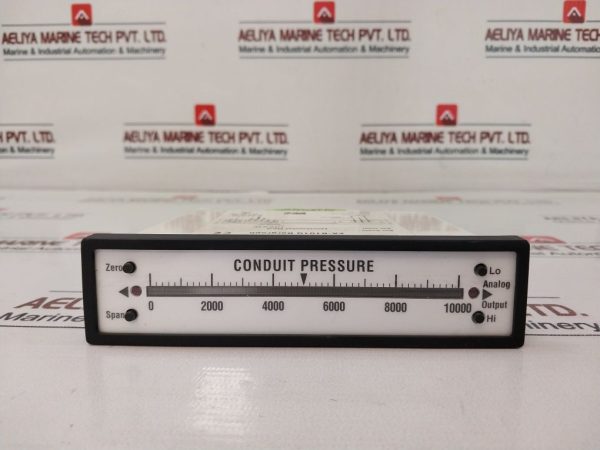 AELIYA MARINE TECH PVT. LTD.
Marine & Industrial Automation & Machinery
AELIYA MARINE TECH PVT. LTD.
Marine & Industrial Automation & Machinery
AELIYA MARINE TECH PVT. LTD.
Marine & Industrial Automation & Machinery
AELIYA MARINE TECH PVT. LTD.
Marine & Industrial Automation & Machinery
AELIYA MARINE TECH PVT. LTD.
Marine & Industrial Automation & Machinery
CONDUIT PRESSURE
Zero
Lo
Analog
Output
0 2000 4000 6000 8000 10000
Span
Hi